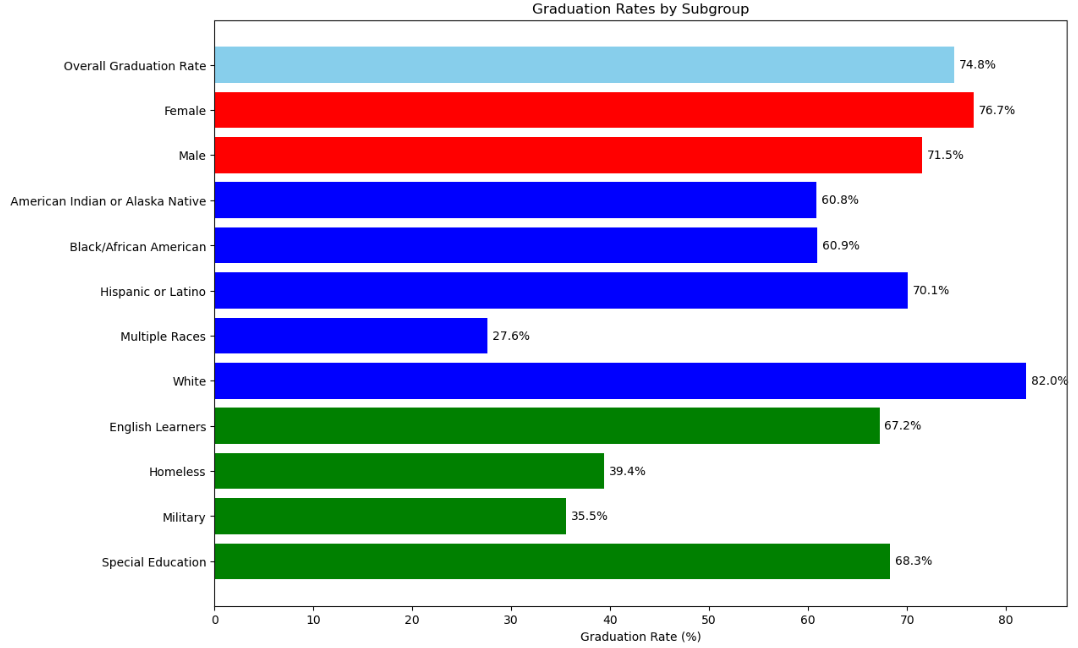 Graduation Rates by Subgroup
Overall Graduation Rate 74.8%
Female 76.7%
Male 71.5%
American Indian or Alaska Native 60.8%
Black/African American 60.9%
Hispanic or Latino 70.1%
Multiple Races 27.6%
White 82.0%
English Learners 67.2%
Homeless 39.4%
Military 35.5%
Special Education 68.3%
0 10 20 30 40 50 60 70 80
Graduation Rate (%)